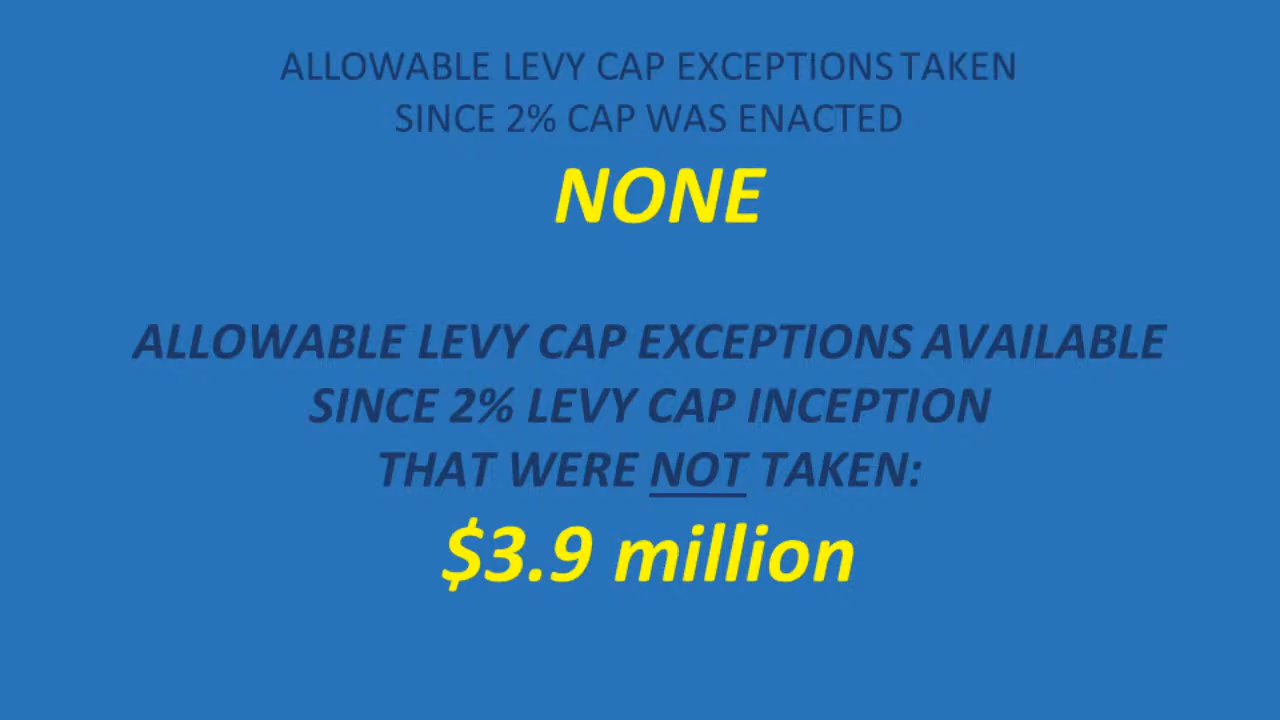 ALLOWABLE LEVY CAP EXCEPTIONS TAKEN
SINCE 2% CAP WAS ENACTED
NONE
ALLOWABLE LEVY CAP EXCEPTIONS AVAILABLE
SINCE 2% LEVY CAP INCEPTION
THAT WERE NOT TAKEN:
$3.9 million